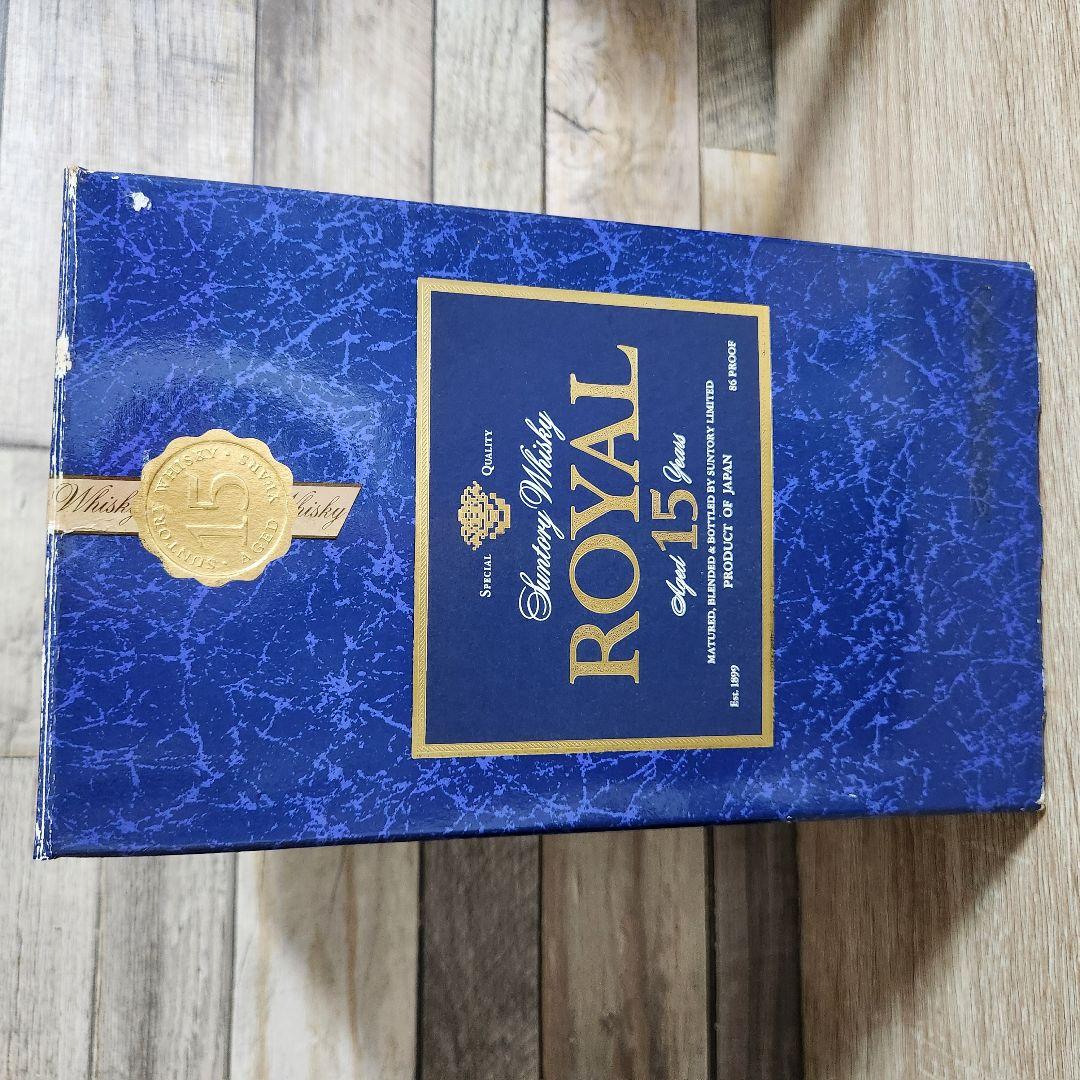 Whisky
Whisky
SUNTORY WHISKY · 15 YEARS
15
AGED
SPECIAL QUALITY
Suntory Whisky
ROYAL
Aged 15 Years
MATURED, BLENDED & BOTTLED BY SUNTORY LIMITED
PRODUCT OF JAPAN
Est. 1899
86 PROOF